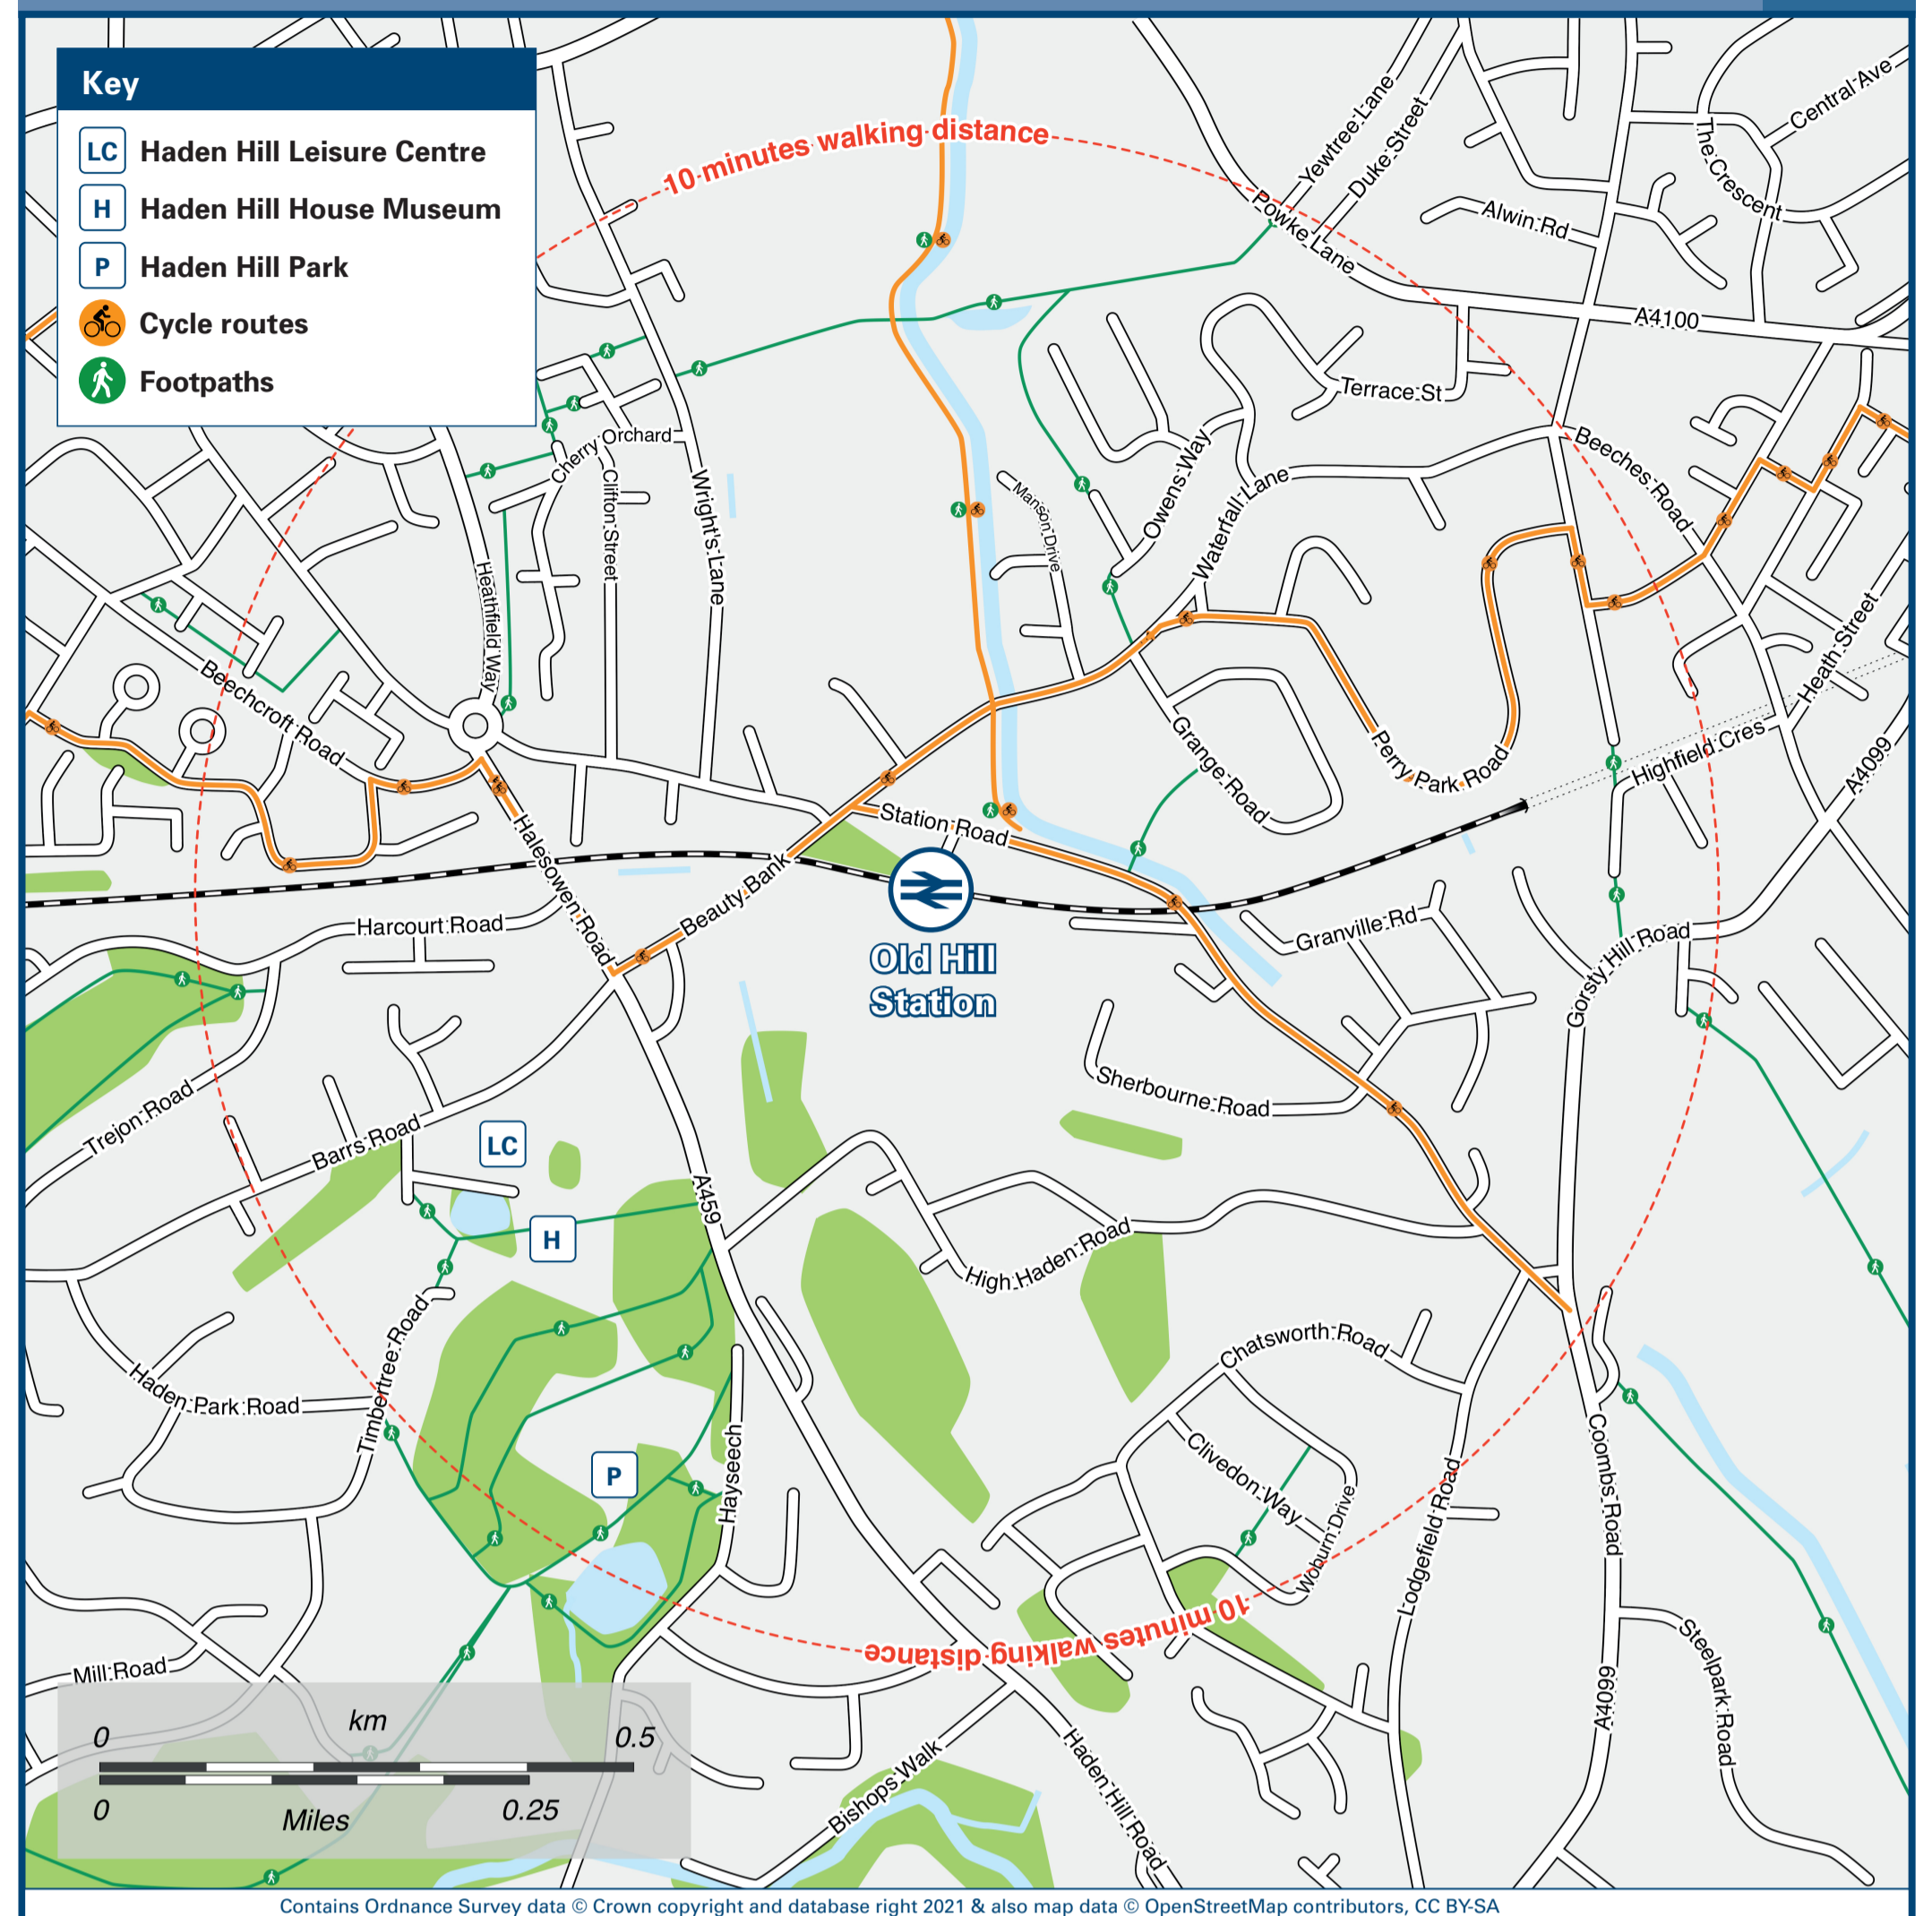 Key
LC Haden Hill Leisure Centre
H Haden Hill House Museum
P Haden Hill Park
Cycle routes
Footpaths
10 minutes walking distance
Yewtree Lane
Duke Street
Central Ave
The Crescent
Alwin Rd
Powke Lane
A4100
Terrace St
Beeches Road
Cherry Orchard
Clifton Street
Wright's Lane
Manson Drive
Owens Way
Waterfall Lane
Heathfield Way
Heath Street
Beechcroft Road
Grange Road
Perry Park Road
Highfield Cres
A4099
Station Road
Halesowen Road
Beauty Bank
Harcourt Road
Old Hill
Station
Granville Rd
Gorsty Hill Road
Trejon Road
Barrs Road
Sherbourne Road
LC
A459
H
High Haden Road
Timbertree Road
Haden Park Road
Chatsworth Road
Clivedon Way
Woburn Drive
Lodgefield Road
Coombs Road
P
Hayseech
10 minutes walking distance
Mill Road
Steelpark Road
A4099
Bishops Walk
Haden Hill Road
0 km 0.5
0 Miles 0.25
Contains Ordnance Survey data © Crown copyright and database right 2021 & also map data © OpenStreetMap contributors, CC BY-SA